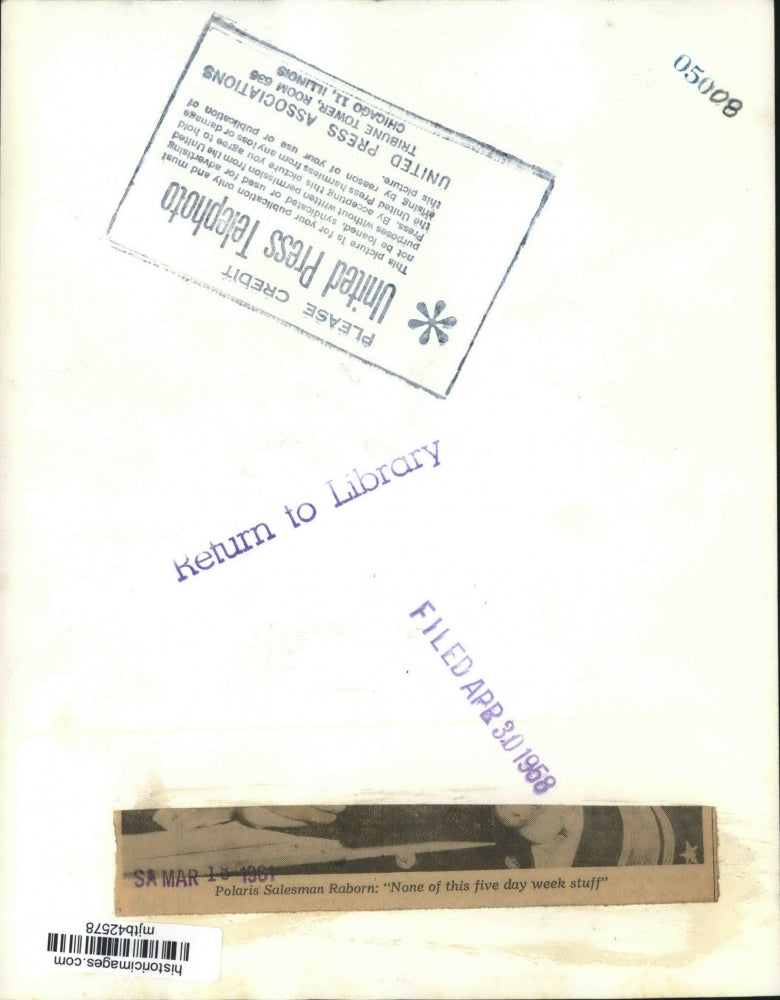 05008
PLEASE CREDIT
United Press Telephoto
This picture is for your publication only and must
not be loaned, syndicated or used for advertising
purposes without written permission from the United
Press. By accepting this picture you agree to hold
the United Press harmless from any loss or damage
arising by reason of your use or publication of
this picture.
UNITED PRESS ASSOCIATIONS
TRIBUNE TOWER, ROOM 636
CHICAGO 11, ILLINOIS
Return to Library
FILED APR 30 1958
SA MAR 1961
Polaris Salesman Raborn: “None of this five day week stuff”
historicimages.com
mjtb42578